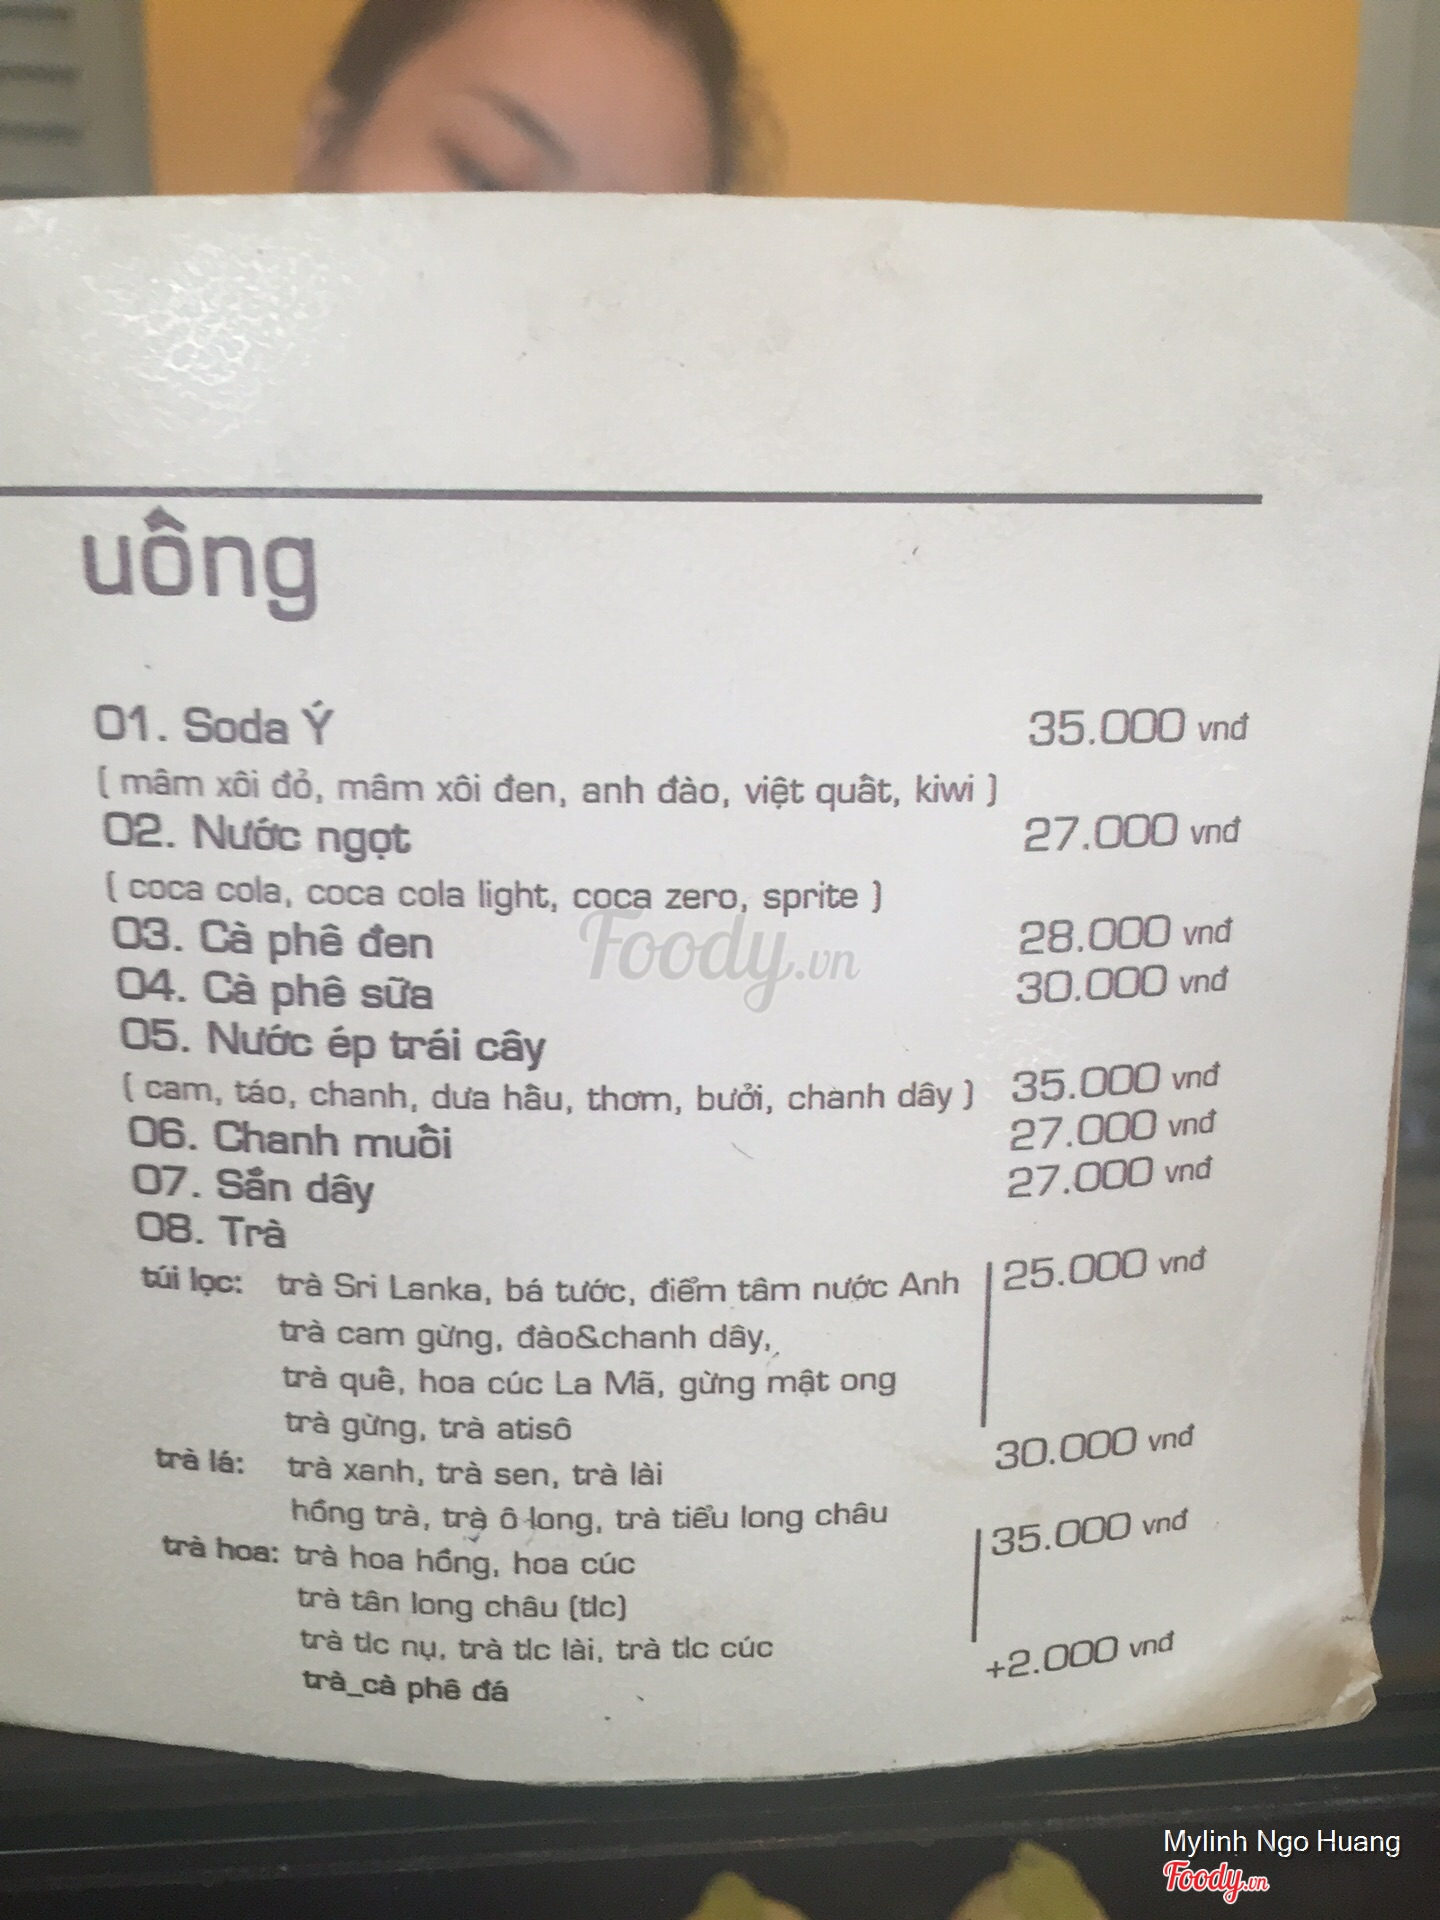 uống
01. Soda Ý 35.000 vnđ
( mâm xôi đỏ, mâm xôi đen, anh đào, việt quất, kiwi )
02. Nước ngọt 27.000 vnđ
( coca cola, coca cola light, coca zero, sprite )
03. Cà phê đen 28.000 vnđ
04. Cà phê sữa 30.000 vnđ
05. Nước ép trái cây
( cam, táo, chanh, dưa hấu, thơm, bưởi, chanh dây ) 35.000 vnđ
06. Chanh muối 27.000 vnđ
07. Sắn dây 27.000 vnđ
08. Trà
túi lọc: trà Sri Lanka, bá tước, điểm tâm nước Anh 25.000 vnđ
trà cam gừng, đào&chanh dây,
trà quế, hoa cúc La Mã, gừng mật ong
trà gừng, trà atisô
trà lá: trà xanh, trà sen, trà lài 30.000 vnđ
hồng trà, trà ô long, trà tiểu long châu
trà hoa: trà hoa hồng, hoa cúc 35.000 vnđ
trà tân long châu (tlc)
trà tlc nụ, trà tlc lài, trà tlc cúc
trà_cà phê đá +2.000 vnđ
Foody.vn
Mylinh Ngo Huang
Foody.vn